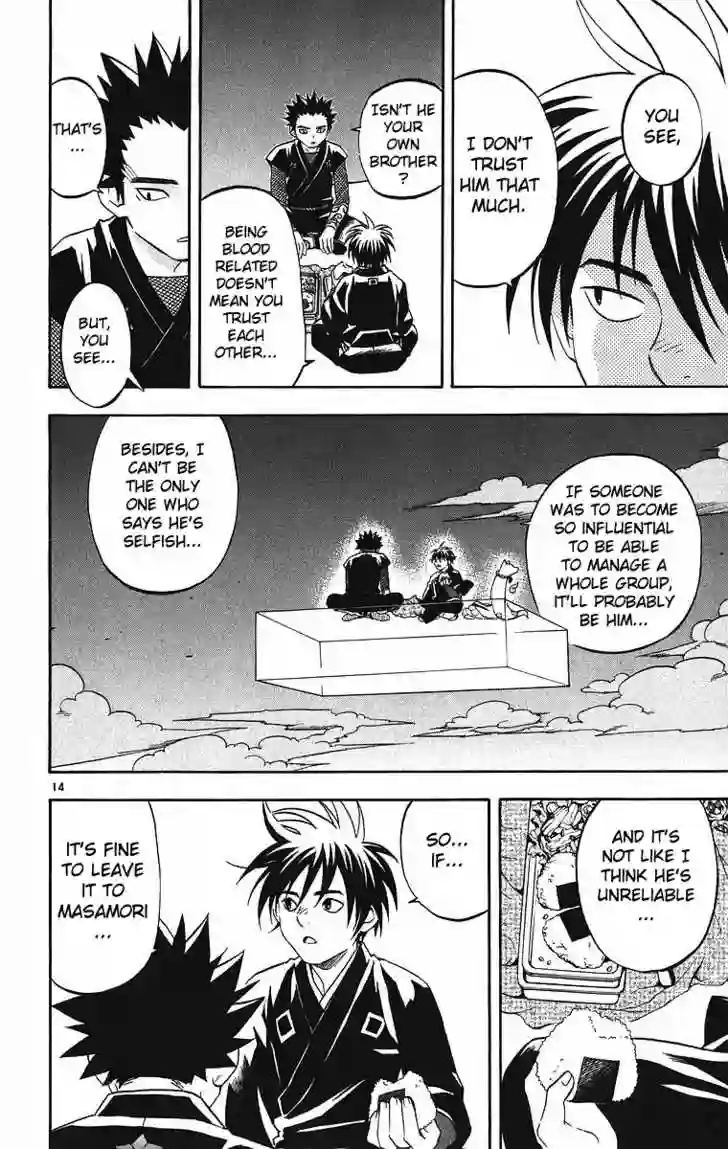 YOU
SEE,
I DON'T
TRUST
HIM THAT
MUCH.
ISN'T HE
YOUR
OWN
BROTHER
?
BEING
BLOOD
RELATED
DOESN'T
MEAN YOU
TRUST
EACH
OTHER...
THAT'S
...
BUT,
YOU
SEE...
IF SOMEONE
WAS TO BECOME
SO INFLUENTIAL
TO BE ABLE
TO MANAGE A
WHOLE GROUP,
IT'LL PROBABLY
BE HIM...
BESIDES, I
CAN'T BE
THE ONLY
ONE WHO
SAYS HE'S
SELFISH...
14
AND IT'S
NOT LIKE I
THINK HE'S
UNRELIABLE
...
SO...
IF...
IT'S FINE
TO LEAVE
IT TO
MASAMORI
...